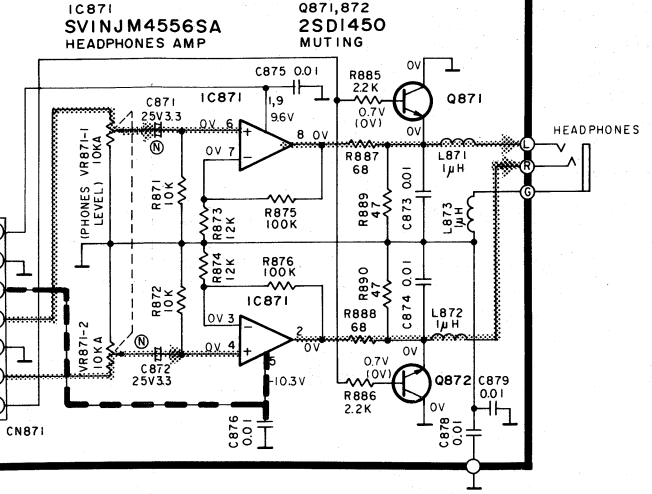 IC871
SVINJM4556SA
HEADPHONES AMP
Q871,872
2SD1450
MUTING
C875 0.01
R885
2.2K
0V
Q871
0.7V
(0V)
0V
IC871
1,9
9.6V
C871
25V3.3
N
0V 6
0V 7
8 0V
R887
68
L871
1μH
HEADPHONES
L
R
G
(PHONES VR871-1
LEVEL) 10KA
R871
10K
R873
12K
R875
100K
R889
47
C873 0.01
L873
1μH
R874
12K
R876
100K
R872
10K
IC871
R890
47
C874 0.01
R888
68
L872
1μH
0V 3
0V 4
2
0V
VR871-2
10KA
N
C872
25V3.3
5
-10.3V
0.7V
(0V)
0V
R886
2.2K
Q872
0V
C879
0.01
C878
0.01
C876
0.01
CN871